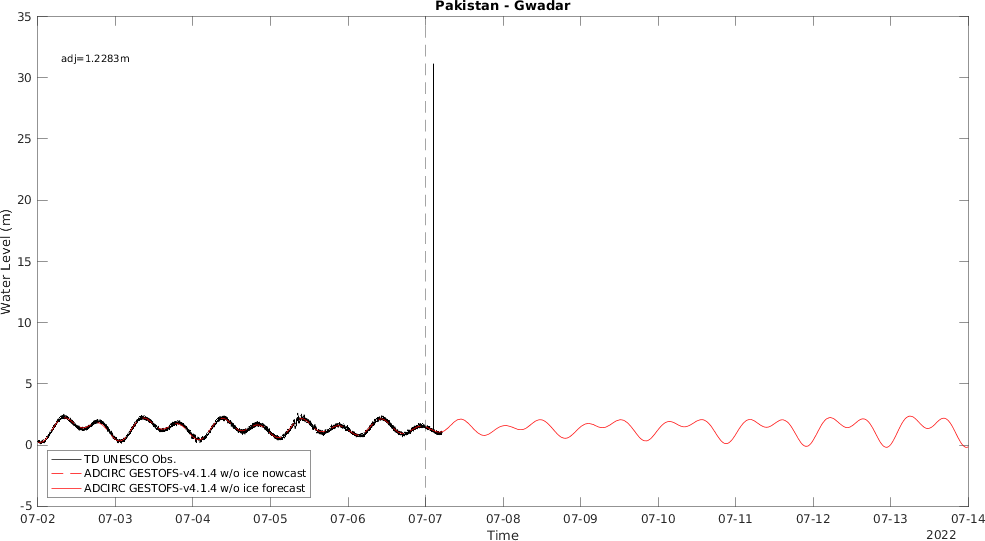 Pakistan - Gwadar
35
adj=1.2283m
30
25
20
15
10
5
0
-5
Water Level (m)
TD UNESCO Obs.
ADCIRC GESTOFS-v4.1.4 w/o ice nowcast
ADCIRC GESTOFS-v4.1.4 w/o ice forecast
07-02 07-03 07-04 07-05 07-06 07-07 07-08 07-09 07-10 07-11 07-12 07-13 07-14
Time
2022